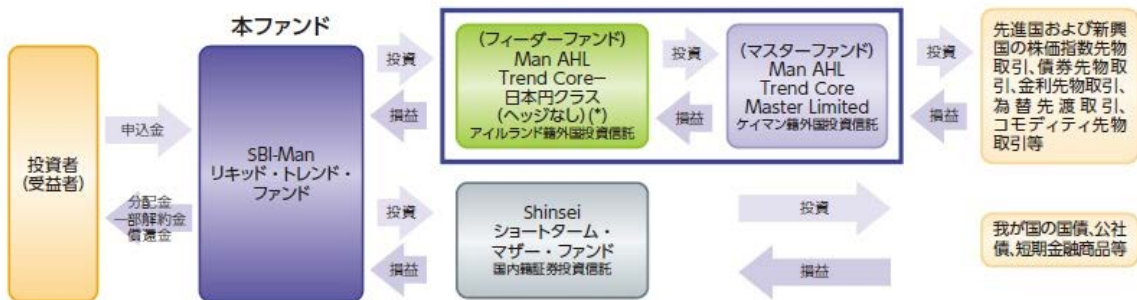 本ファンド
投資者
(受益者)
申込金
分配金
一部解約金
償還金
SBI-Man
リキッド・トレンド・
ファンド
投資
損益
(フィーダーファンド)
Man AHL
Trend Coreー
日本円クラス
(ヘッジなし)(*)
アイルランド籍外国投資信託
投資
損益
(マスターファンド)
Man AHL
Trend Core
Master Limited
ケイマン籍外国投資信託
投資
損益
先進国および新興
国の株価指数先物
取引、債券先物取
引、金利先物取引、
為替先渡取引、
コモディティ先物
取引等
投資
損益
Shinsei
ショートターム・
マザー・ファンド
国内籍証券投資信託
投資
損益
我が国の国債、公社
債、短期金融商品等